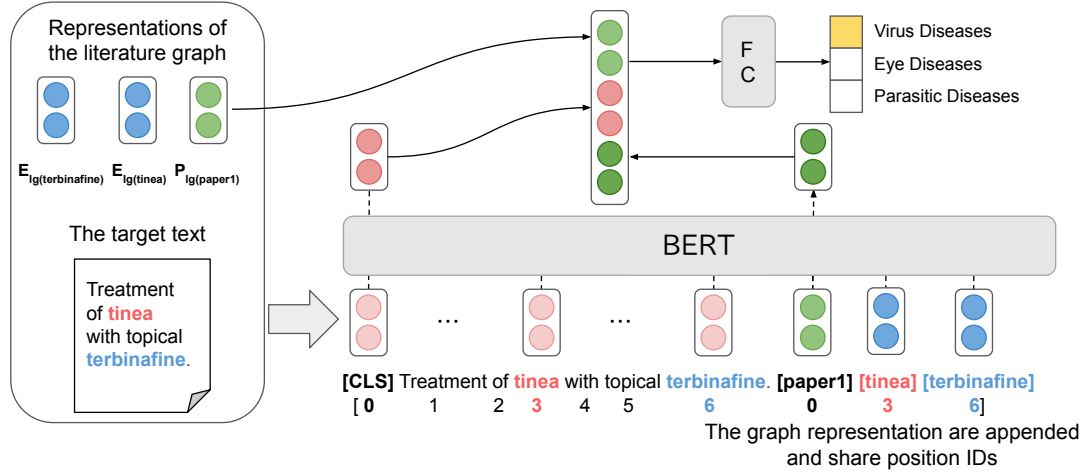 Representations of
the literature graph
E_lg(terbinafine) E_lg(tinea) P_lg(paper1)
The target text
Treatment
of tinea
with topical
terbinafine.
F
C
Virus Diseases
Eye Diseases
Parasitic Diseases
BERT
... ...
[CLS] Treatment of tinea with topical terbinafine. [paper1] [tinea] [terbinafine]
[ 0 1 2 3 4 5 6 0 3 6]
The graph representation are appended
and share position IDs